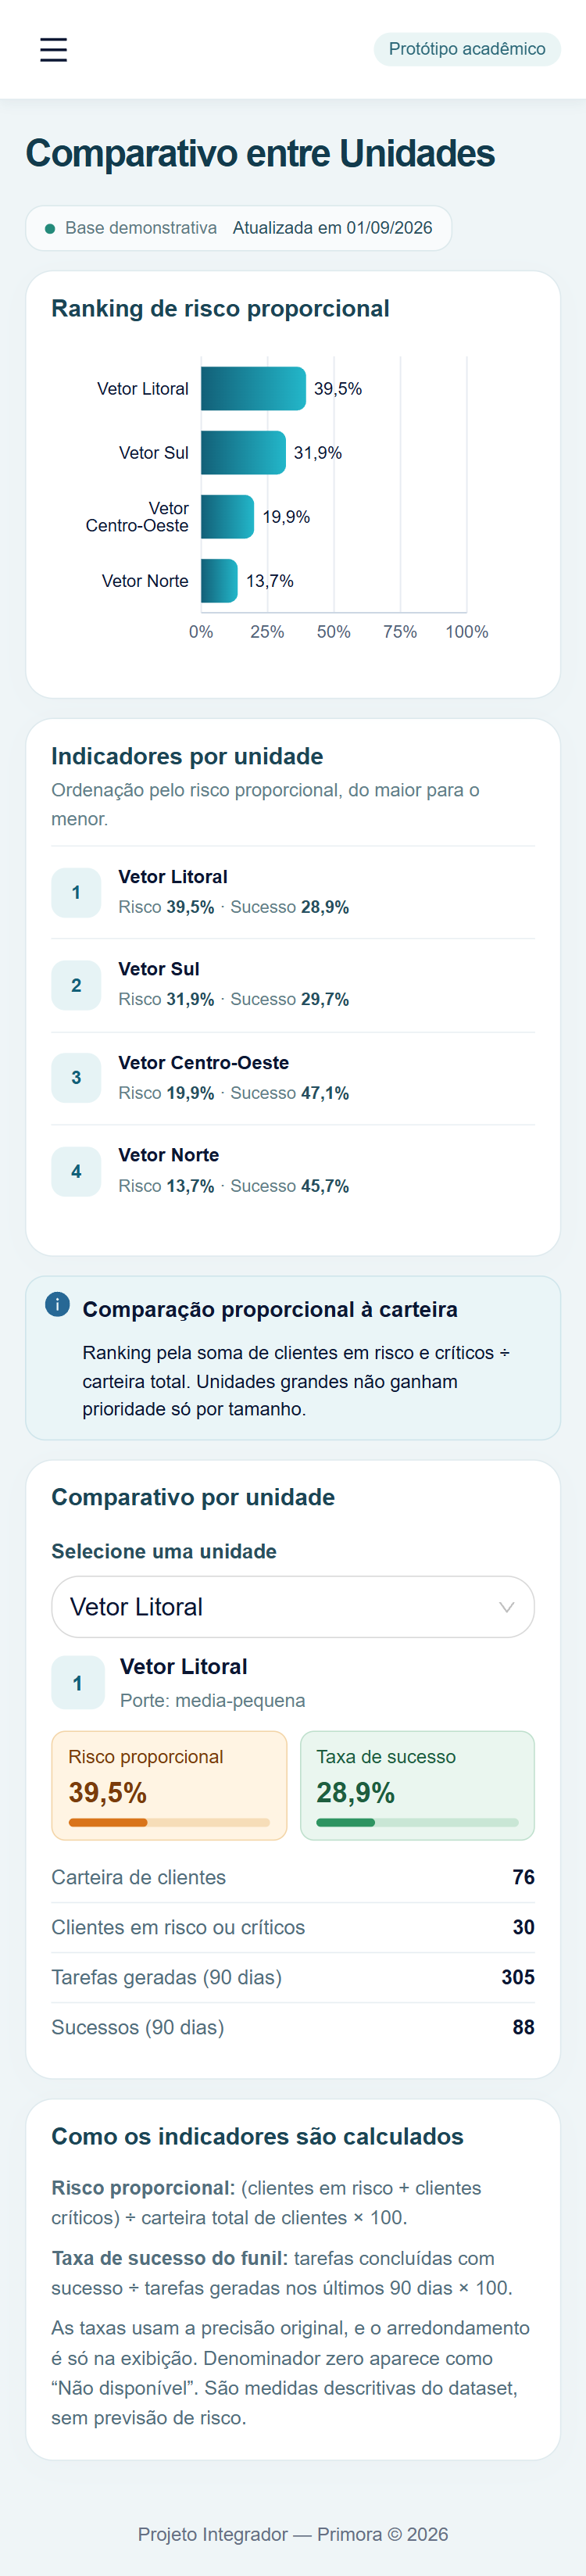 Protótipo acadêmico
Comparativo entre Unidades
Base demonstrativa Atualizada em 01/09/2026
Ranking de risco proporcional
Vetor Litoral 39,5%
Vetor Sul 31,9%
Vetor
Centro-Oeste 19,9%
Vetor Norte 13,7%
0% 25% 50% 75% 100%
Indicadores por unidade
Ordenação pelo risco proporcional, do maior para o
menor.
1 Vetor Litoral
Risco 39,5% · Sucesso 28,9%
2 Vetor Sul
Risco 31,9% · Sucesso 29,7%
3 Vetor Centro-Oeste
Risco 19,9% · Sucesso 47,1%
4 Vetor Norte
Risco 13,7% · Sucesso 45,7%
Comparação proporcional à carteira
Ranking pela soma de clientes em risco e críticos ÷
carteira total. Unidades grandes não ganham
prioridade só por tamanho.
Comparativo por unidade
Selecione uma unidade
Vetor Litoral
1 Vetor Litoral
Porte: media-pequena
Risco proporcional
39,5%
Taxa de sucesso
28,9%
Carteira de clientes 76
Clientes em risco ou críticos 30
Tarefas geradas (90 dias) 305
Sucessos (90 dias) 88
Como os indicadores são calculados
Risco proporcional: (clientes em risco + clientes
críticos) ÷ carteira total de clientes × 100.
Taxa de sucesso do funil: tarefas concluídas com
sucesso ÷ tarefas geradas nos últimos 90 dias × 100.
As taxas usam a precisão original, e o arredondamento
é só na exibição. Denominador zero aparece como
“Não disponível”. São medidas descritivas do dataset,
sem previsão de risco.
Projeto Integrador — Primora © 2026